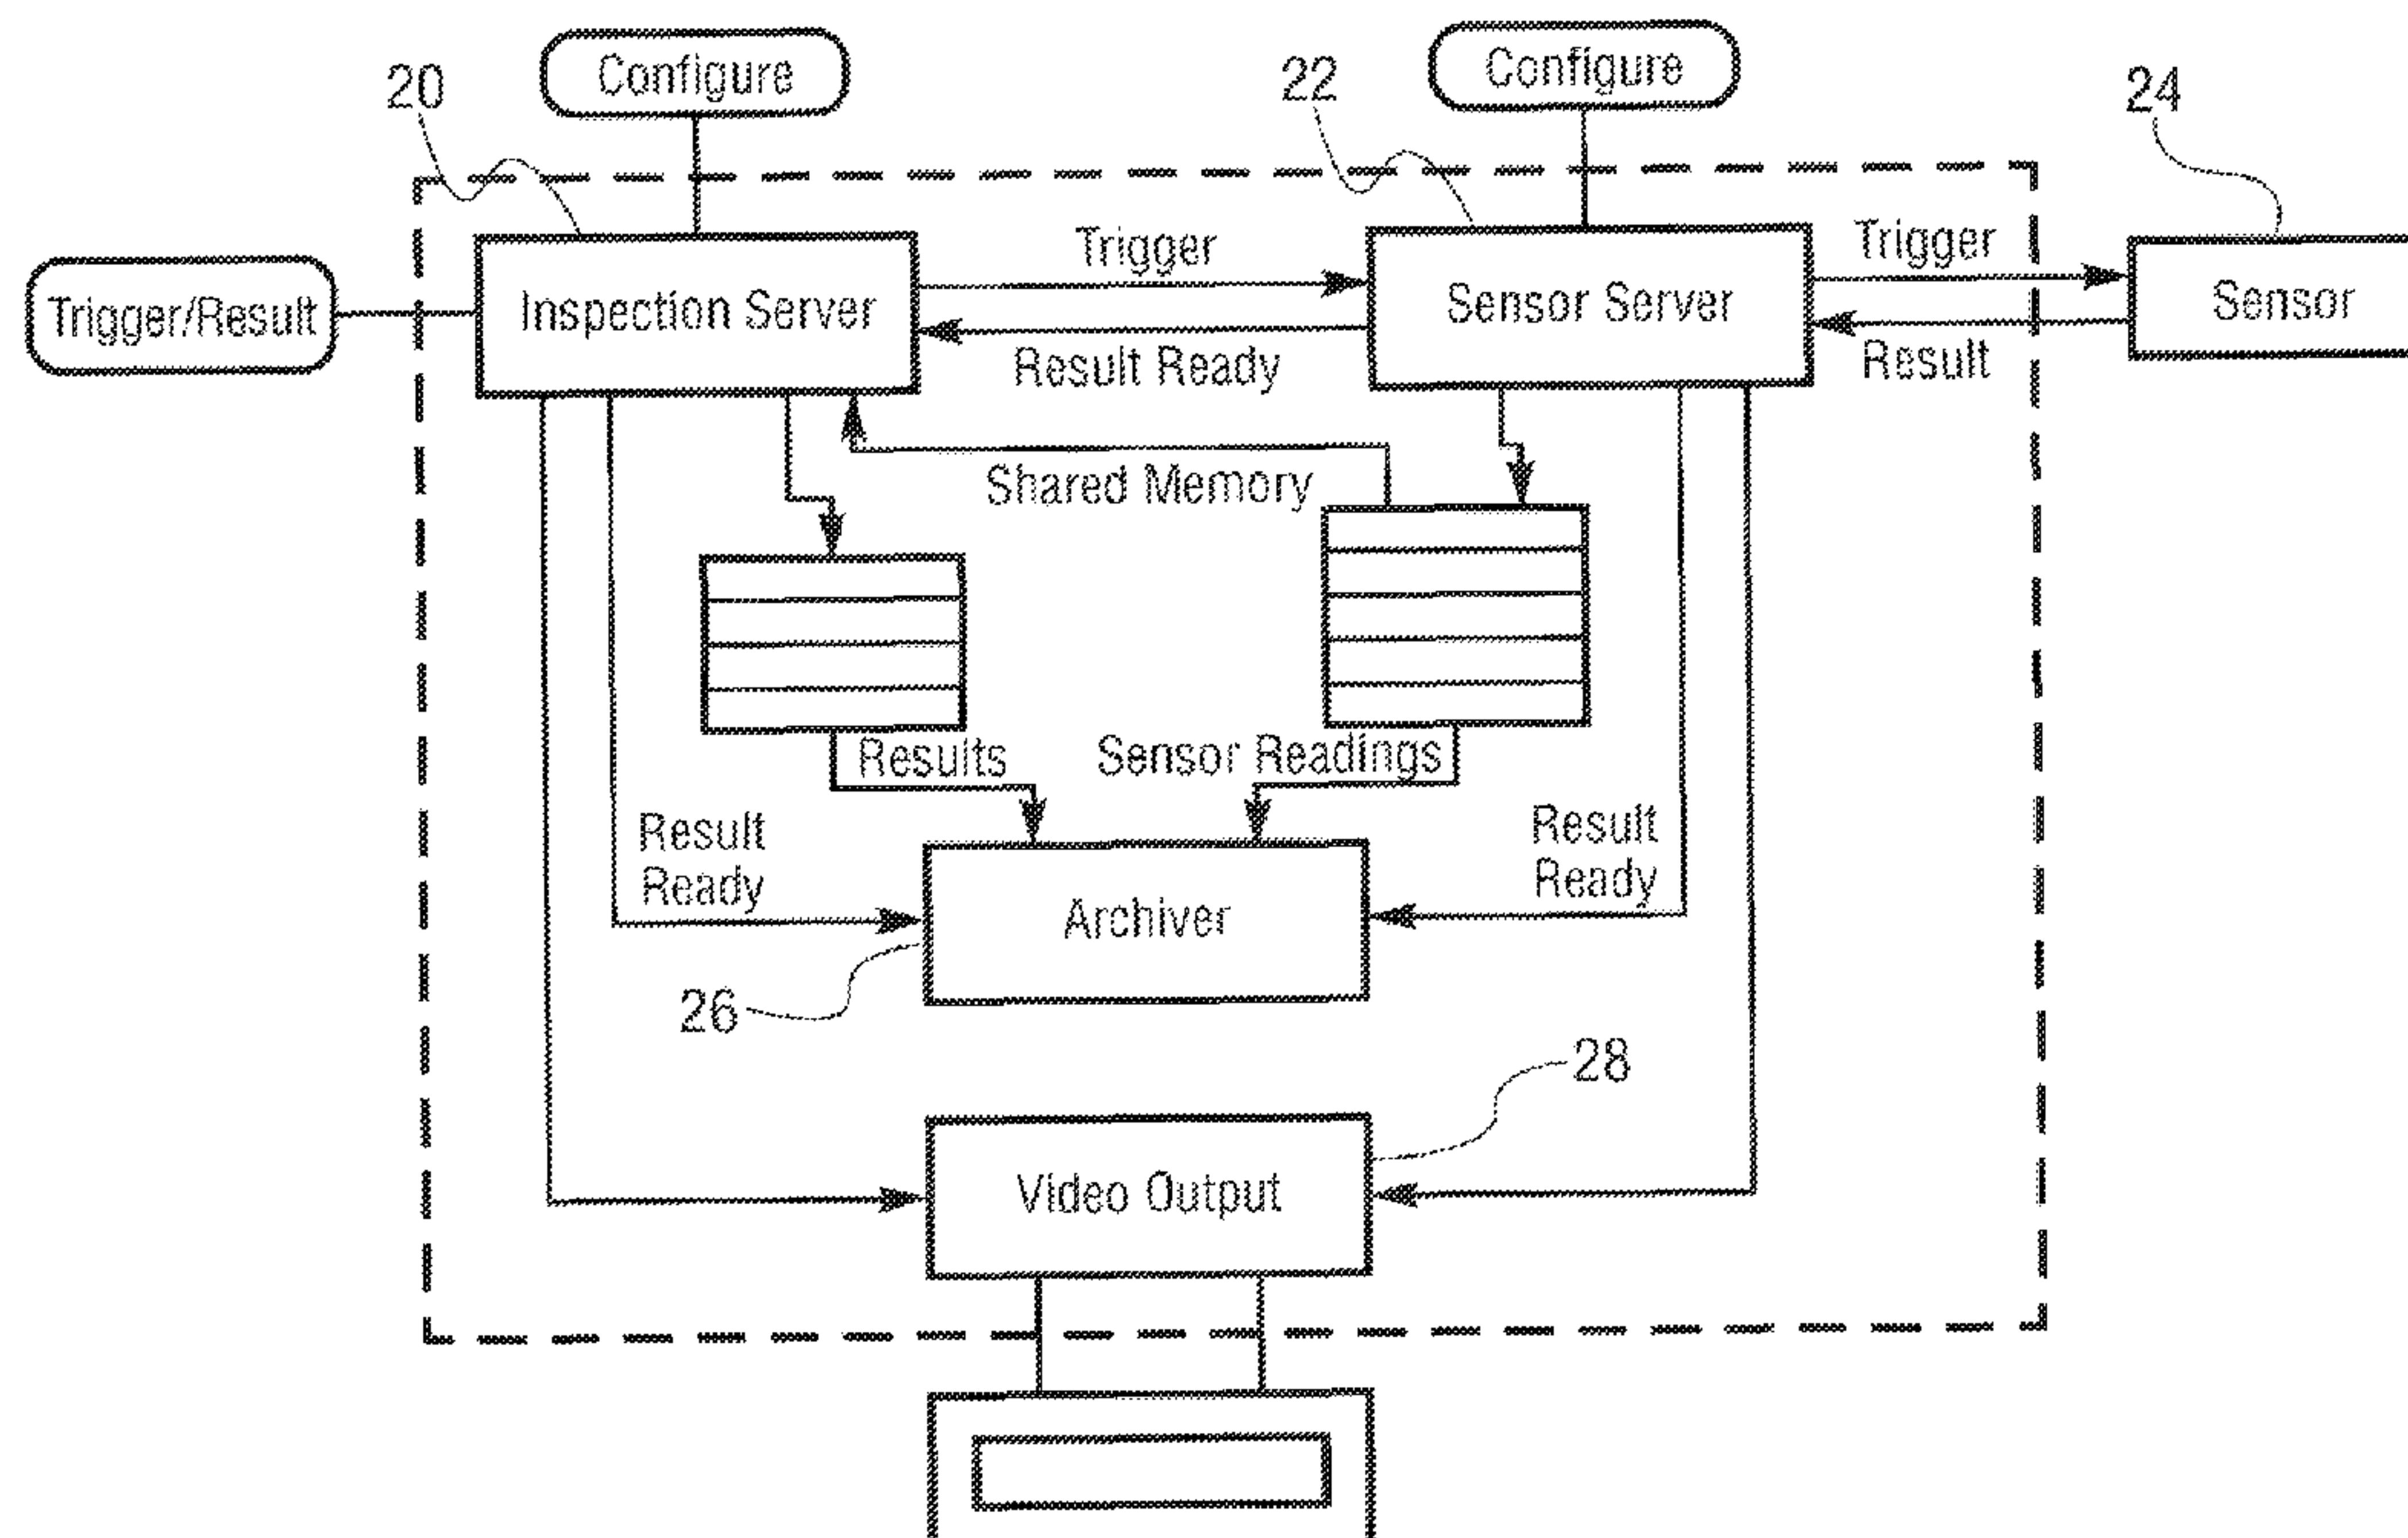 Configure
Configure
20
22
24
Trigger
Trigger
Trigger/Result
Inspection Server
Sensor Server
Sensor
Result Ready
Result
Shared Memory
Results
Sensor Readings
Result
Ready
Result
Ready
Archiver
26
28
Video Output